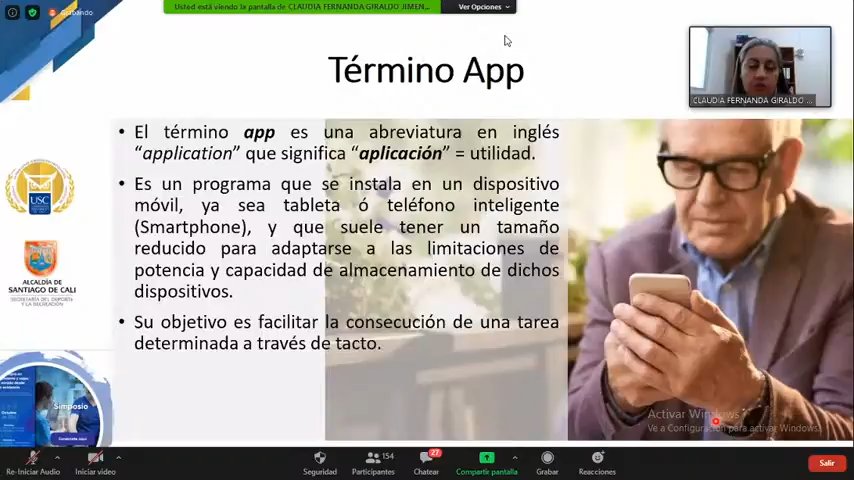 Grabando
Usted está viendo la pantalla de CLAUDIA FERNANDA GIRALDO JIMEN...
Ver Opciones
Término App
CLAUDIA FERNANDA GIRALDO ...
• El término app es una abreviatura en inglés
“application” que significa “aplicación” = utilidad.
• Es un programa que se instala en un dispositivo
móvil, ya sea tableta ó teléfono inteligente
(Smartphone), y que suele tener un tamaño
reducido para adaptarse a las limitaciones de
potencia y capacidad de almacenamiento de dichos
dispositivos.
• Su objetivo es facilitar la consecución de una tarea
determinada a través de tacto.
USC
ALCALDÍA DE
SANTIAGO DE CALI
SECRETARÍA DEL DEPORTE
Y LA RECREACIÓN
Simposio
Activar Windows
Ve a Configuración para activar Windows.
154
27
Re-Iniciar Audio
Iniciar video
Seguridad
Participantes
Chatear
Compartir pantalla
Grabar
Reacciones
Salir